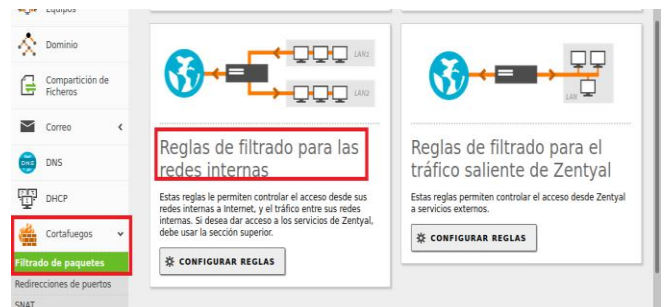 Equipos
Dominio
Compartición de
Ficheros
Correo
DNS
DHCP
Cortafuegos
Filtrado de paquetes
Redirecciones de puertos
SNAT
LAN1
LAN2
Reglas de filtrado para las
redes internas
Estas reglas le permiten controlar el acceso desde sus
redes internas a Internet, y el tráfico entre sus redes
internas. Si desea dar acceso a los servicios de Zentyal,
debe usar la sección superior.
CONFIGURAR REGLAS
LAN
Reglas de filtrado para el
tráfico saliente de Zentyal
Estas reglas permiten controlar el acceso desde Zentyal
a servicios externos.
CONFIGURAR REGLAS